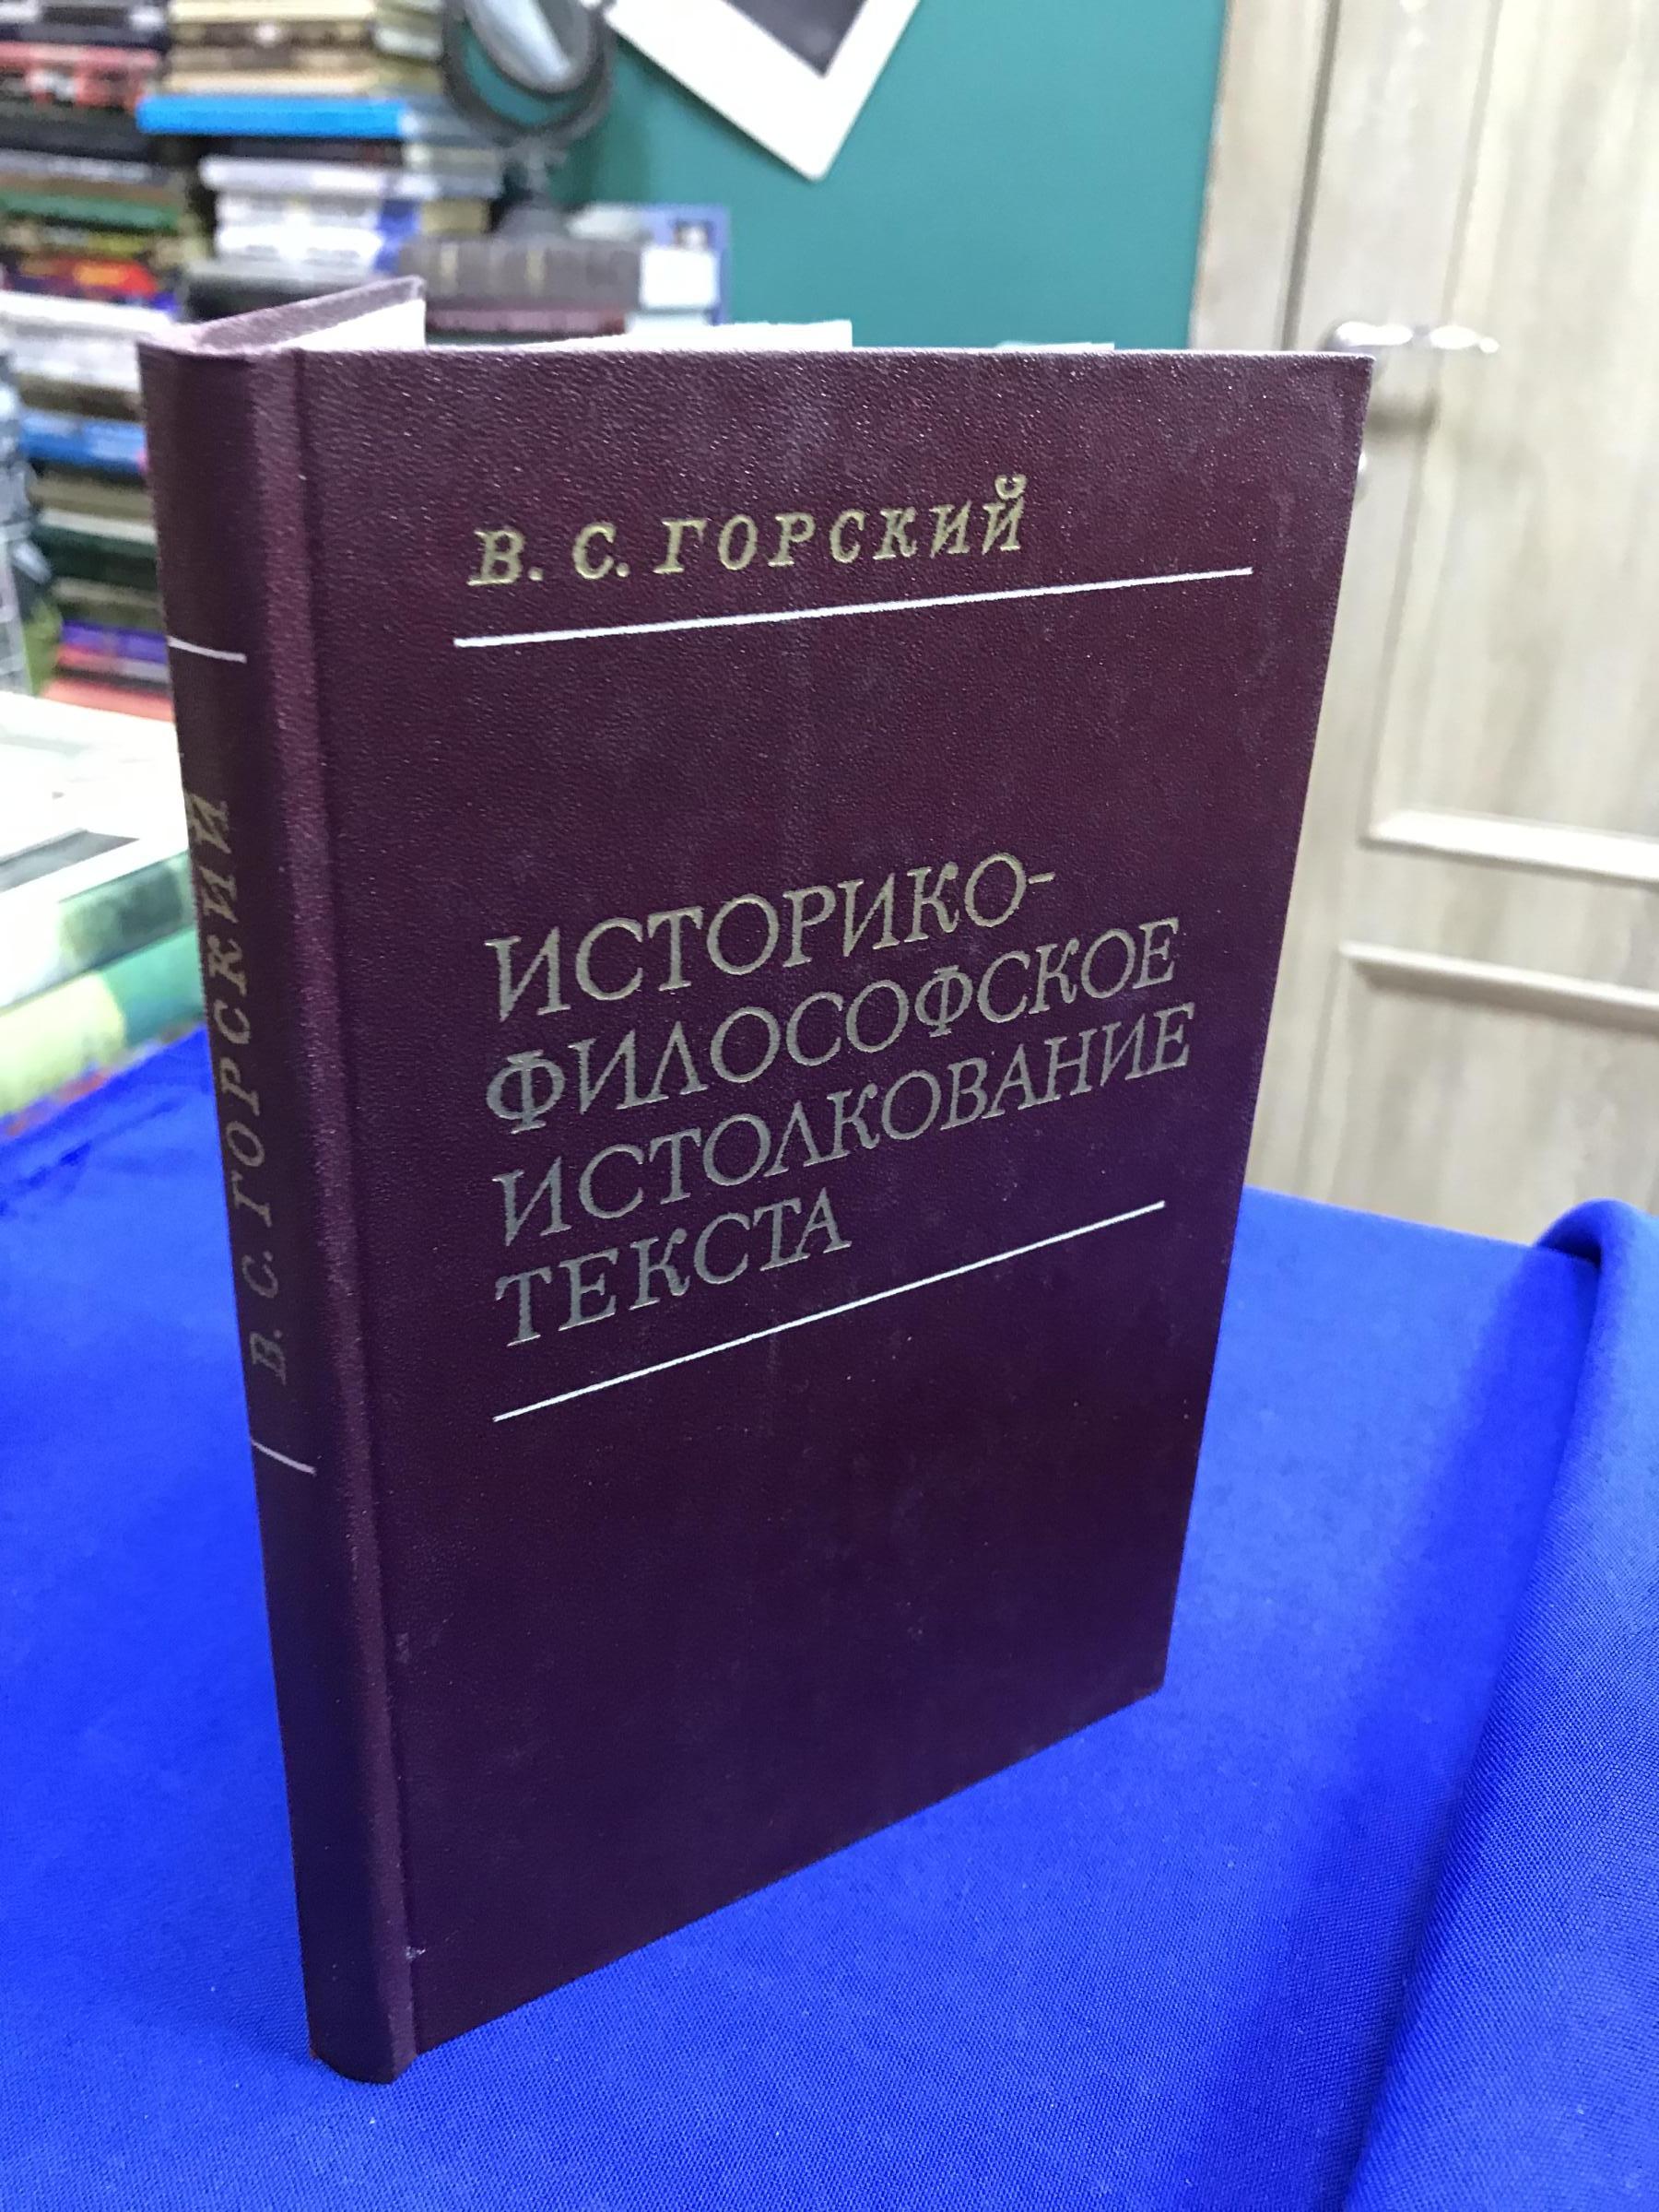 В. С. ГОРСКИЙ
В. С. ГОРСКИЙ
ИСТОРИКО-
ФИЛОСОФСКОЕ
ИСТОЛКОВАНИЕ
ТЕКСТА